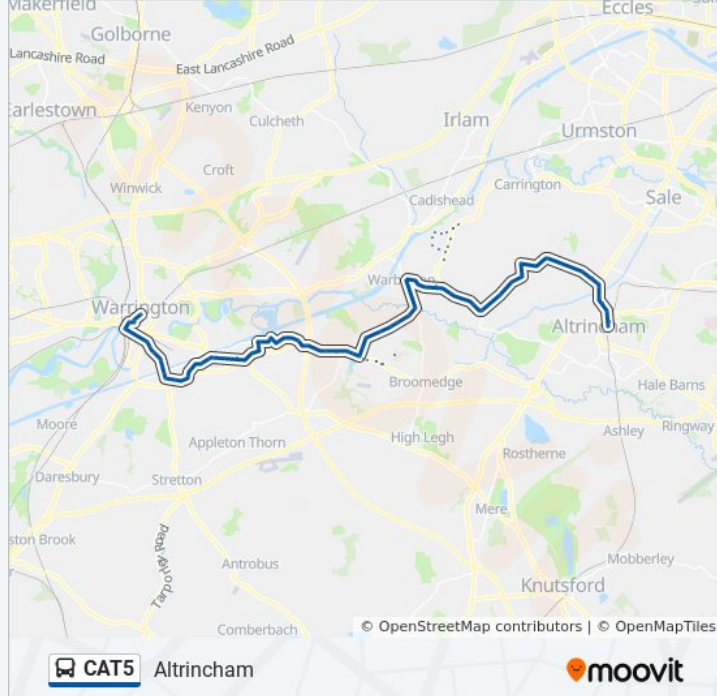 Makerfield
Eccles
Golborne
Lancashire Road
East Lancashire Road
Earlestown
Kenyon
Culcheth
Irlam
Urmston
Croft
Winwick
Carrington
Cadishead
Sale
Warrington
Altrincham
Broomedge
Hale Barns
Moore
Appleton Thorn
High Legh
Ashley
Ringway
Rostherne
Daresbury
Stretton
Mere
Tarporley Road
Antrobus
Mobberley
Knutsford
Comberbach
© OpenStreetMap contributors | © OpenMapTiles
CAT5 Altrincham
moovit